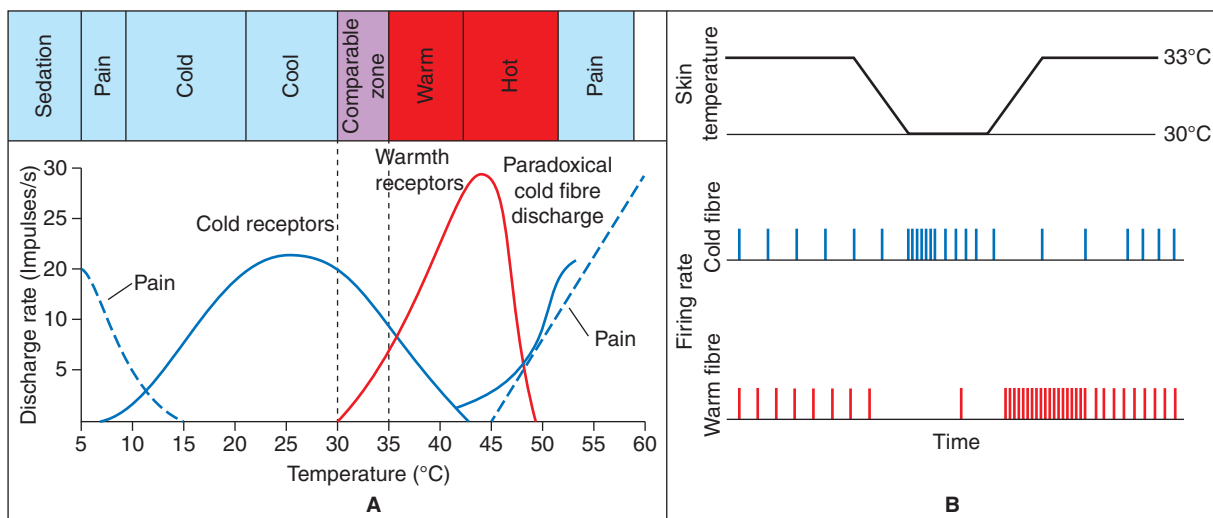 Sedation
Pain
Cold
Cool
Comparable
zone
Warm
Hot
Pain
Discharge rate (Impulses/s)
30
25
20
10
5
Pain
Cold receptors
Warmth
receptors
Paradoxical
cold fibre
discharge
Pain
5 10 15 20 25 30 35 40 45 50 55 60
Temperature (°C)
A
Skin
temperature
33°C
30°C
Firing rate
Cold fibre
Warm fibre
Time
B